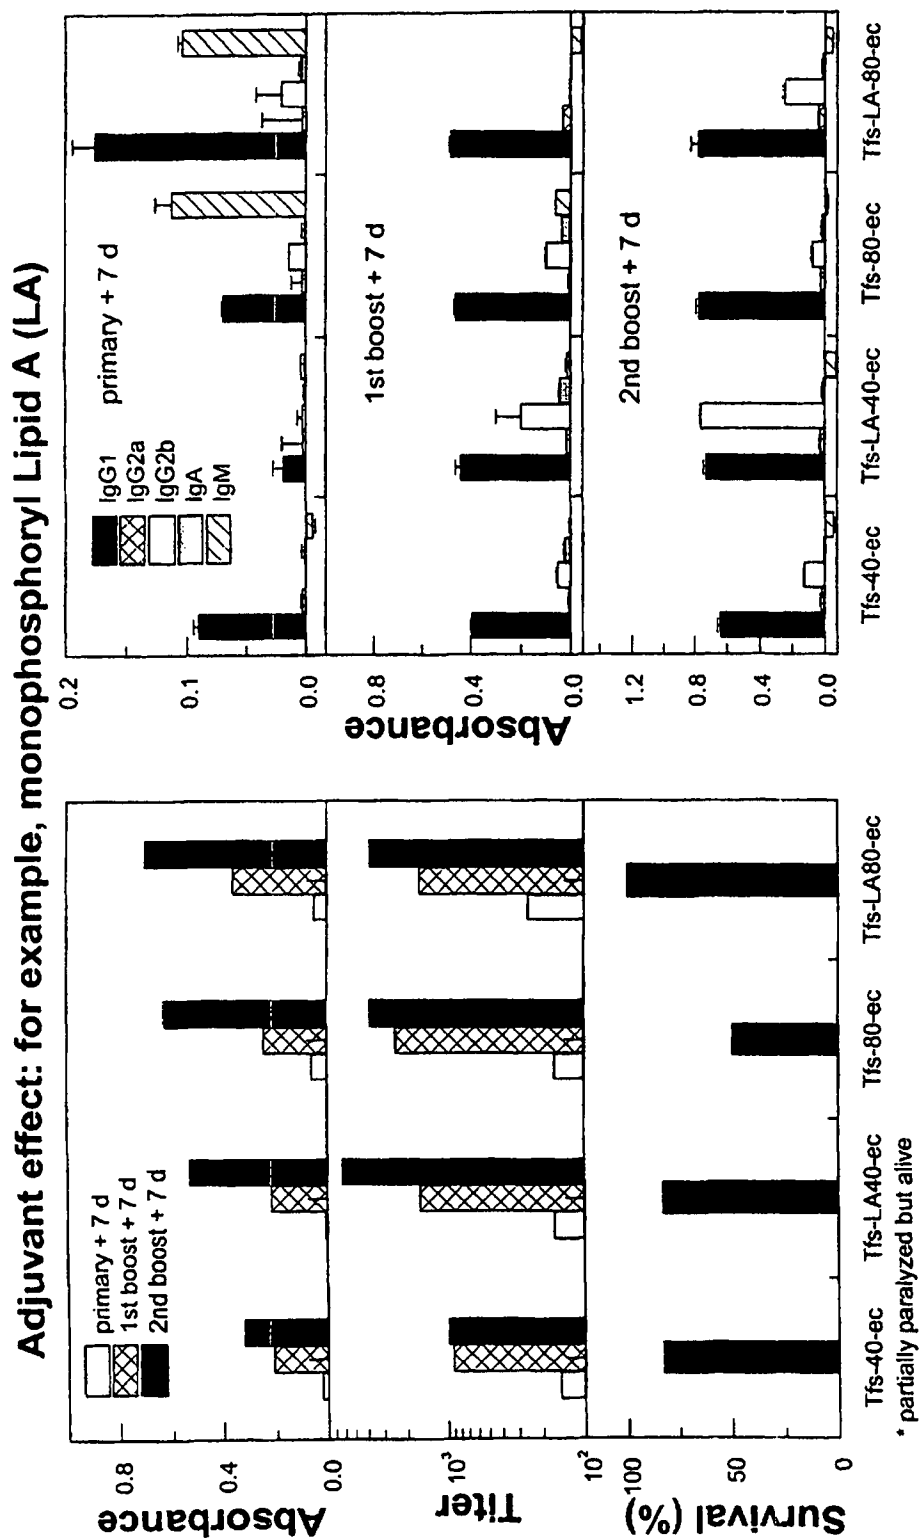 Adjuvant effect: for example, monophosphoryl Lipid A (LA)
primary + 7 d
1st boost + 7 d
2nd boost + 7 d
Absorbance
0.8
0.4
0.0
Titer
10³
10²
Survival (%)
100
50
0
Tfs-40-ec
Tfs-LA40-ec
Tfs-80-ec
Tfs-LA80-ec
* partially paralyzed but alive
IgG1
IgG2a
IgG2b
IgA
IgM
primary + 7 d
0.2
0.1
0.0
Absorbance
1st boost + 7 d
0.8
0.4
0.0
2nd boost + 7 d
1.2
0.8
0.4
0.0
Tfs-40-ec
Tfs-LA-40-ec
Tfs-80-ec
Tfs-LA-80-ec